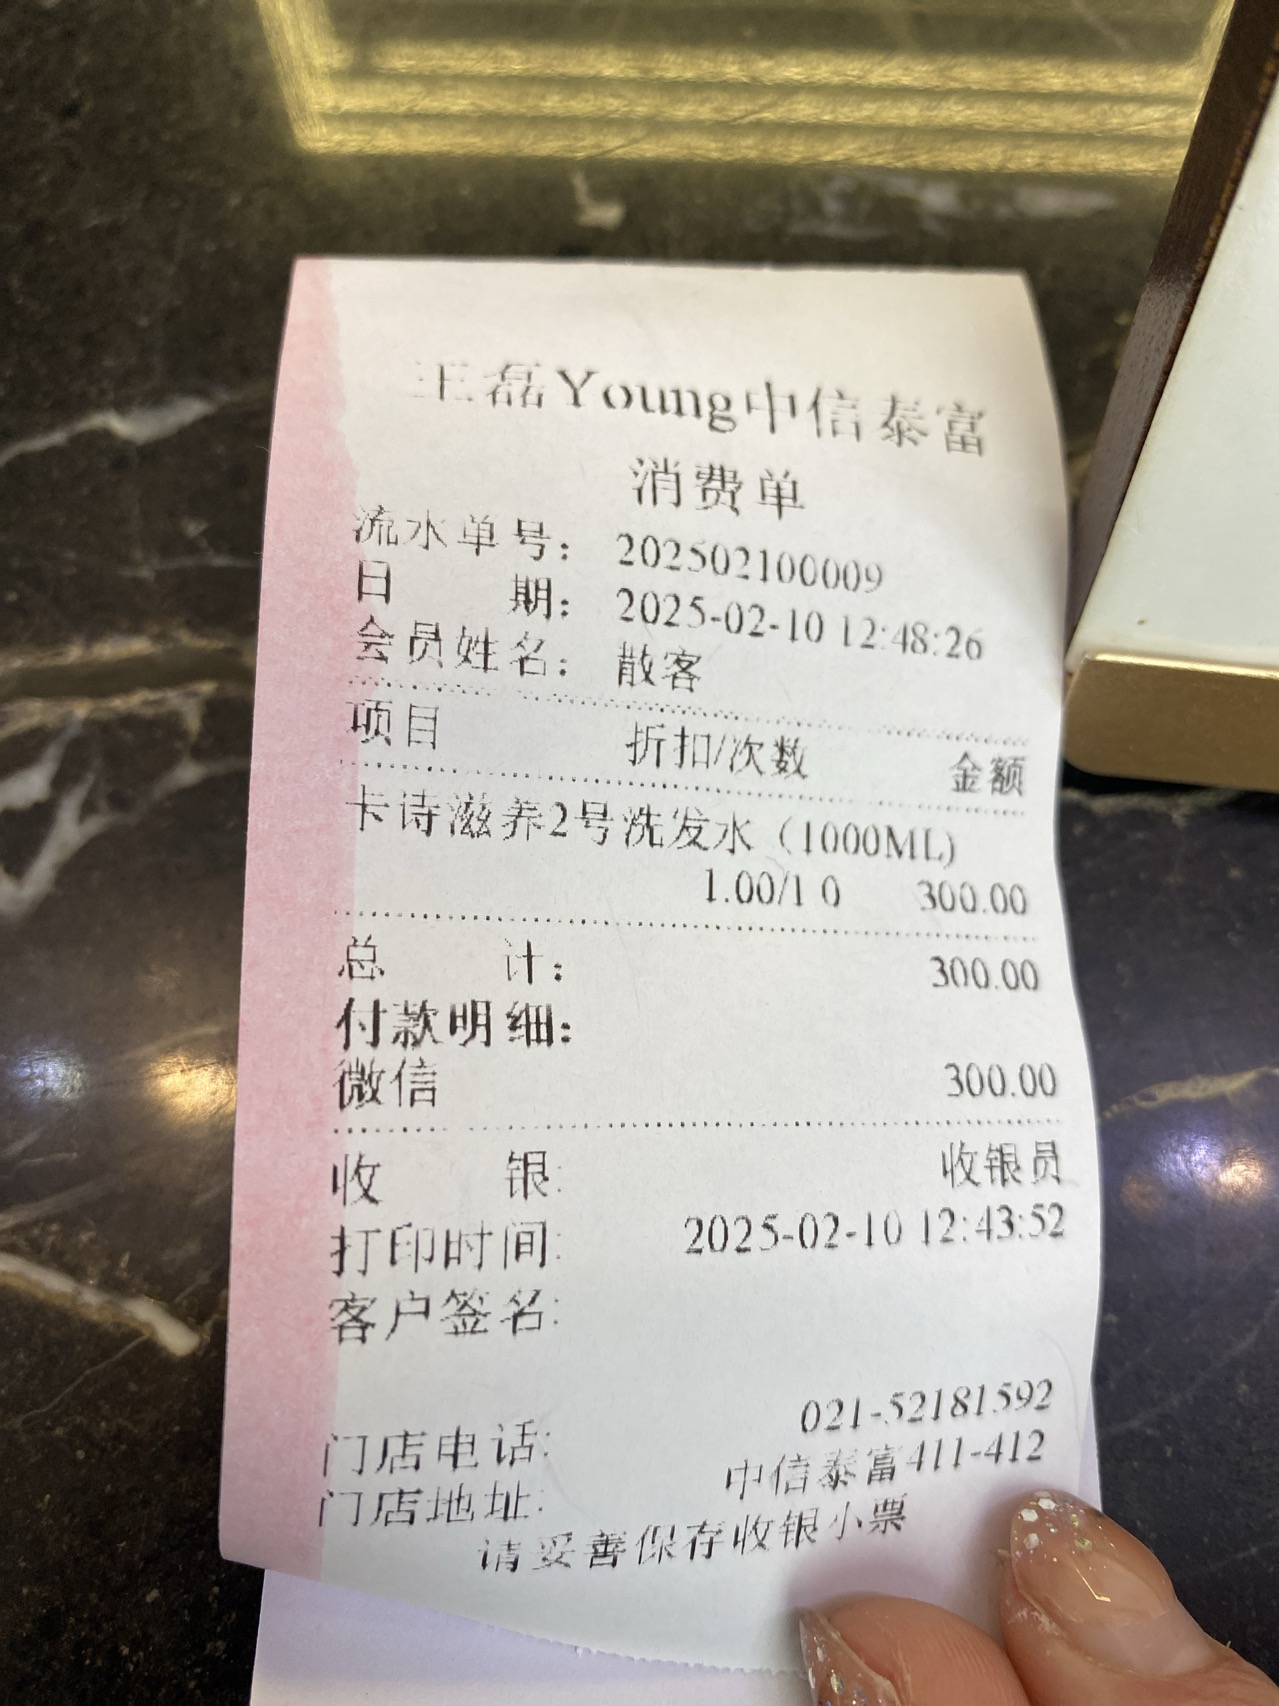 王磊Young中信泰富
消费单
流水单号： 202502100009
日 期： 2025-02-10 12:48:26
会员姓名： 散客
项目 折扣/次数 金额
卡诗滋养2号洗发水（1000ML）
1.00/1 0 300.00
总 计： 300.00
付款明细：
微信 300.00
收 银: 收银员
打印时间: 2025-02-10 12:43:52
客户签名:
门店电话: 021-52181592
门店地址: 中信泰富411-412
请妥善保存收银小票